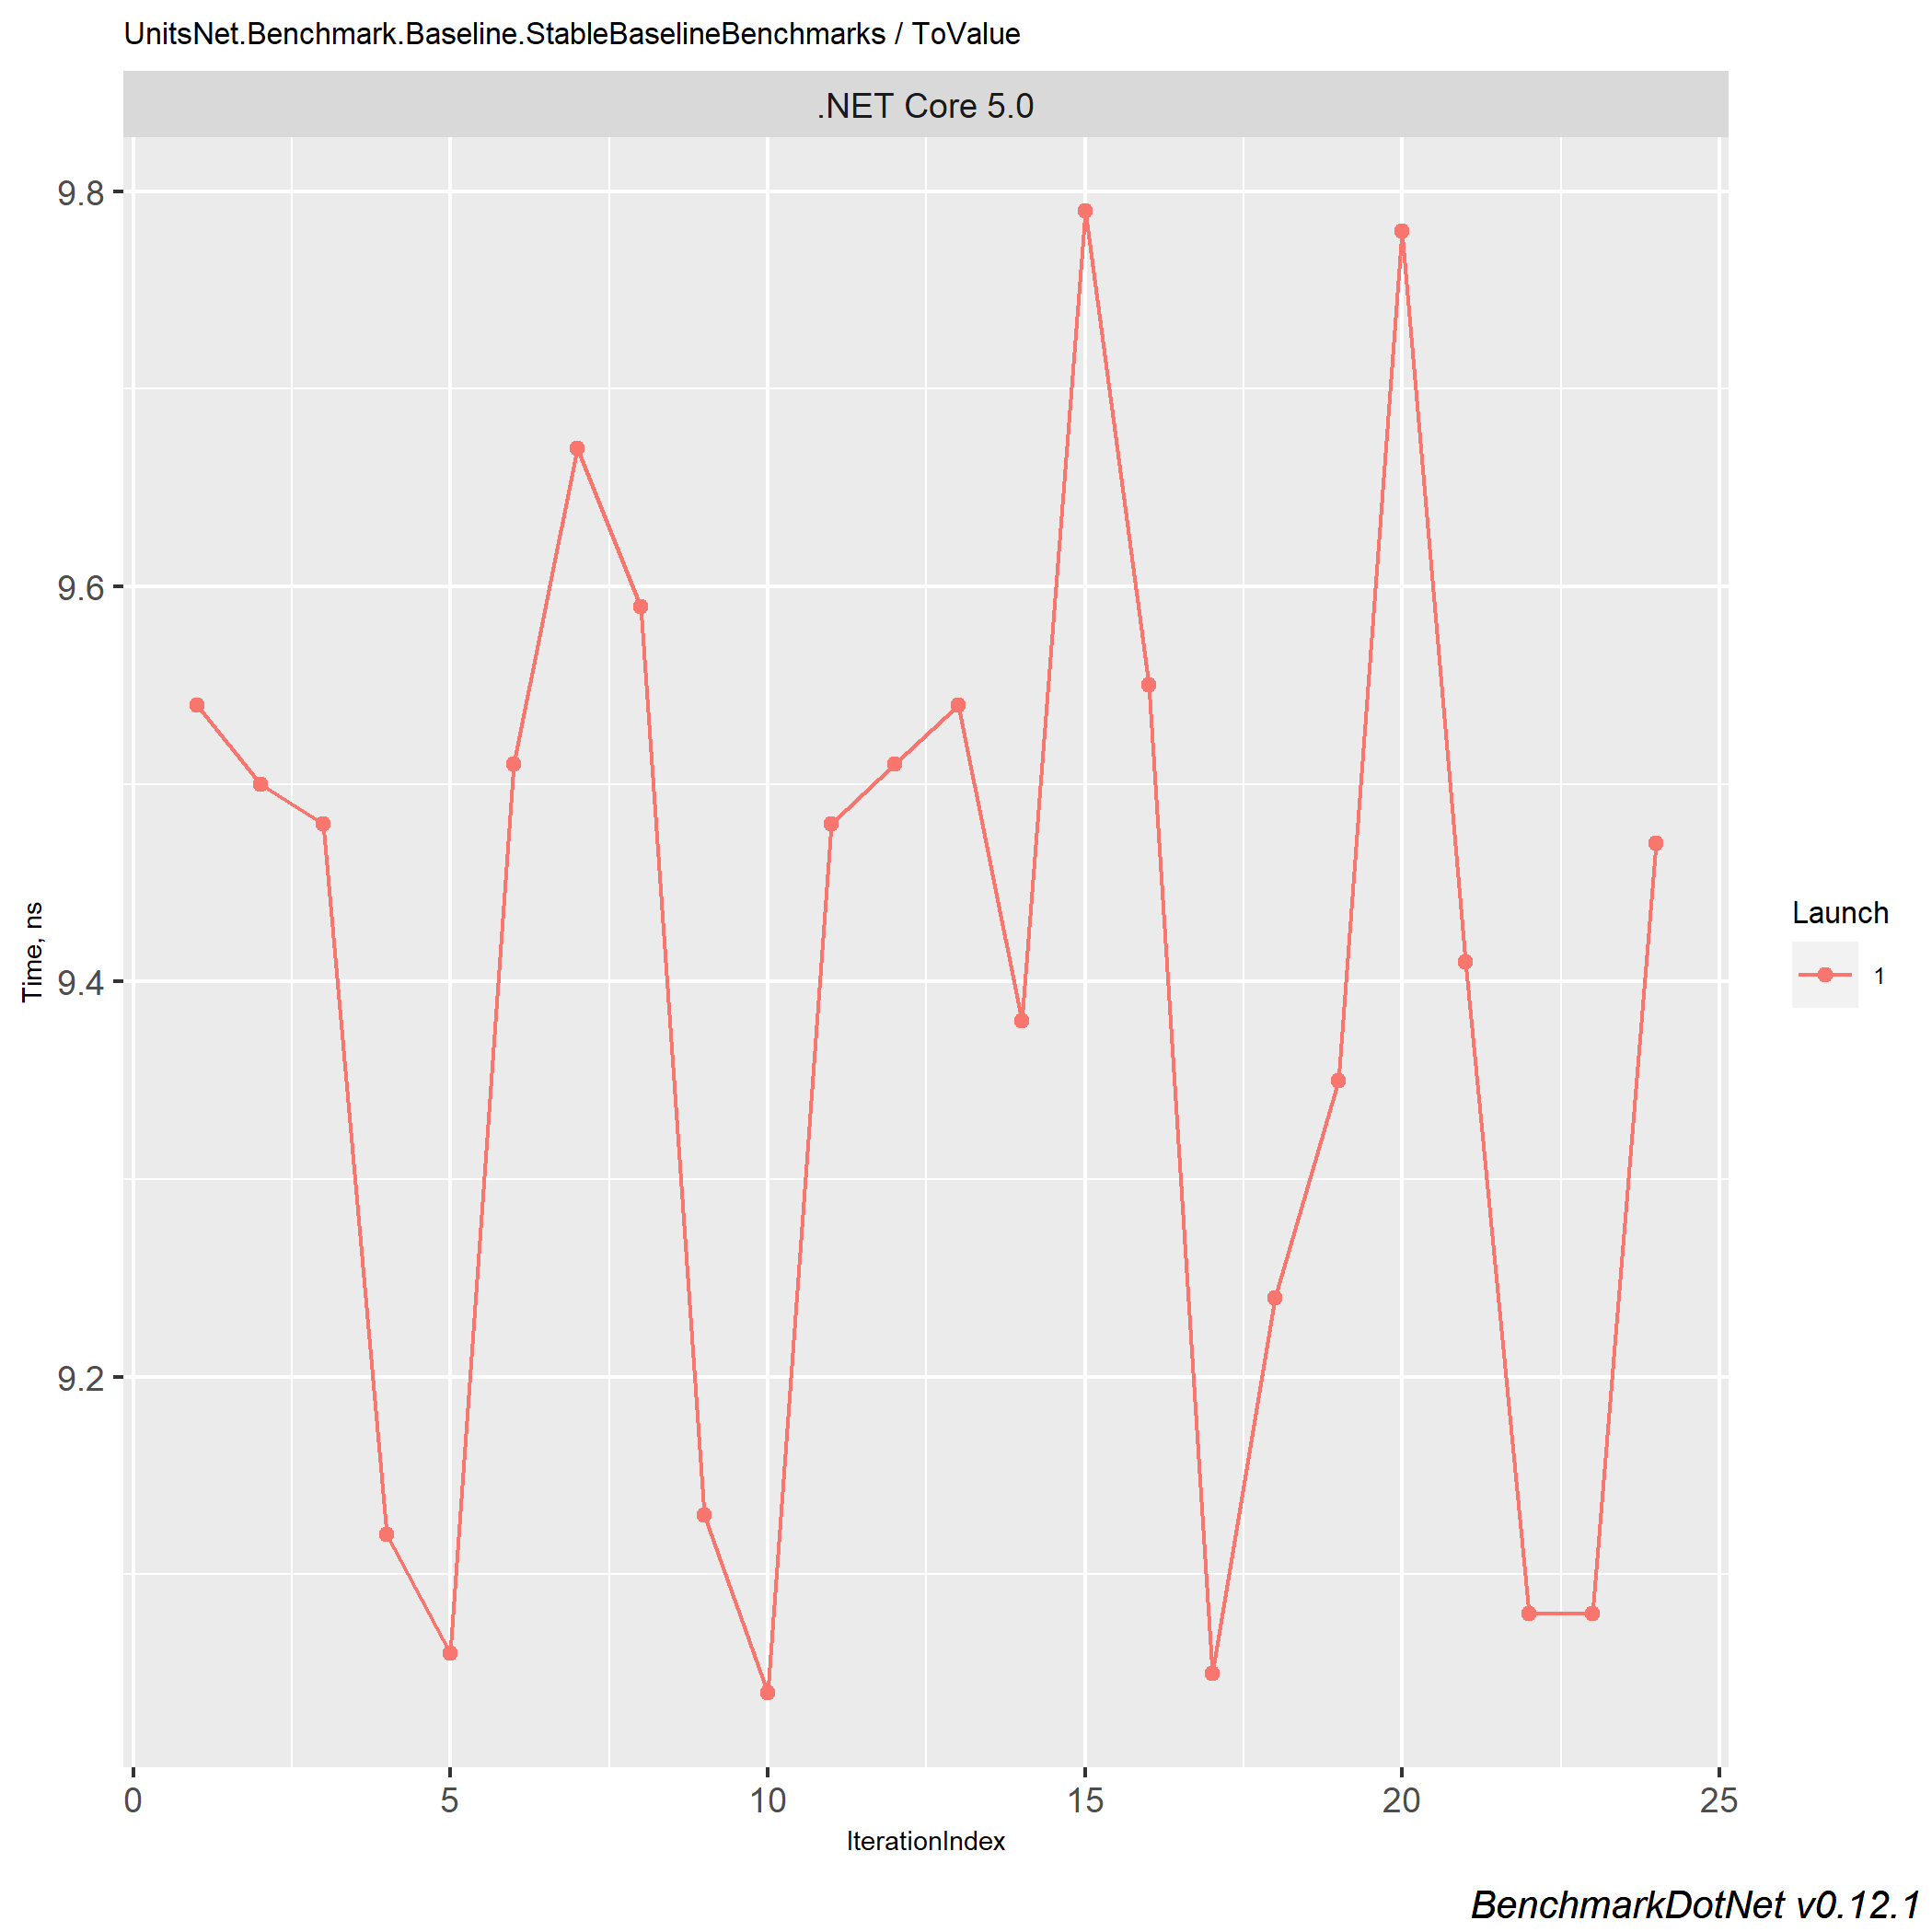 UnitsNet.Benchmark.Baseline.StableBaselineBenchmarks / ToValue
.NET Core 5.0
9.8
9.6
9.4
9.2
Time, ns
0 5 10 15 20 25
IterationIndex
Launch
1
BenchmarkDotNet v0.12.1